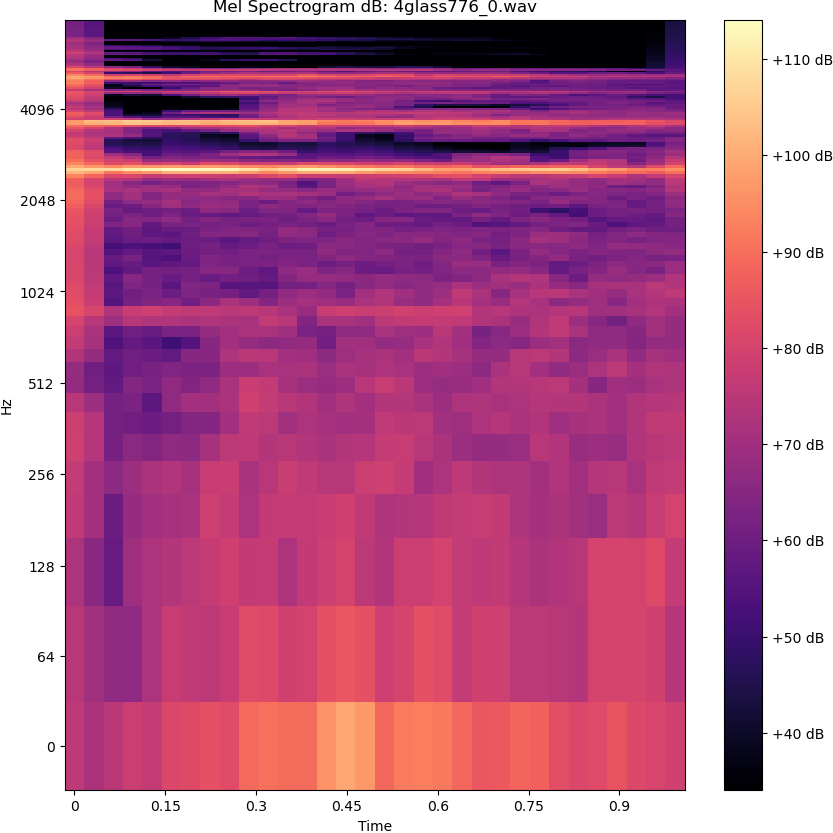 Mel Spectrogram dB: 4glass776_0.wav
+110 dB
4096
+100 dB
2048
+90 dB
1024
+80 dB
512
Hz
+70 dB
256
+60 dB
128
+50 dB
64
+40 dB
0
0 0.15 0.3 0.45 0.6 0.75 0.9
Time